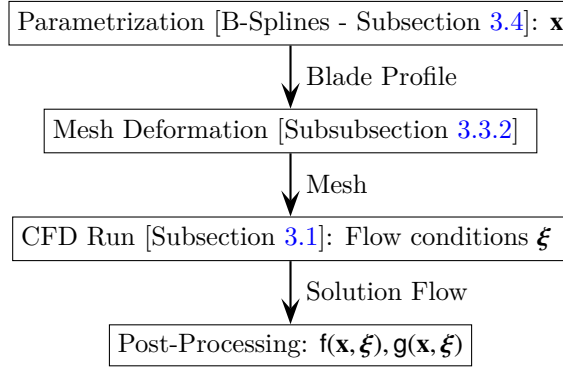 Parametrization [B-Splines - Subsection 3.4]: x
Blade Profile
Mesh Deformation [Subsubsection 3.3.2]
Mesh
CFD Run [Subsection 3.1]: Flow conditions ξ
Solution Flow
Post-Processing: f(x, ξ), g(x, ξ)